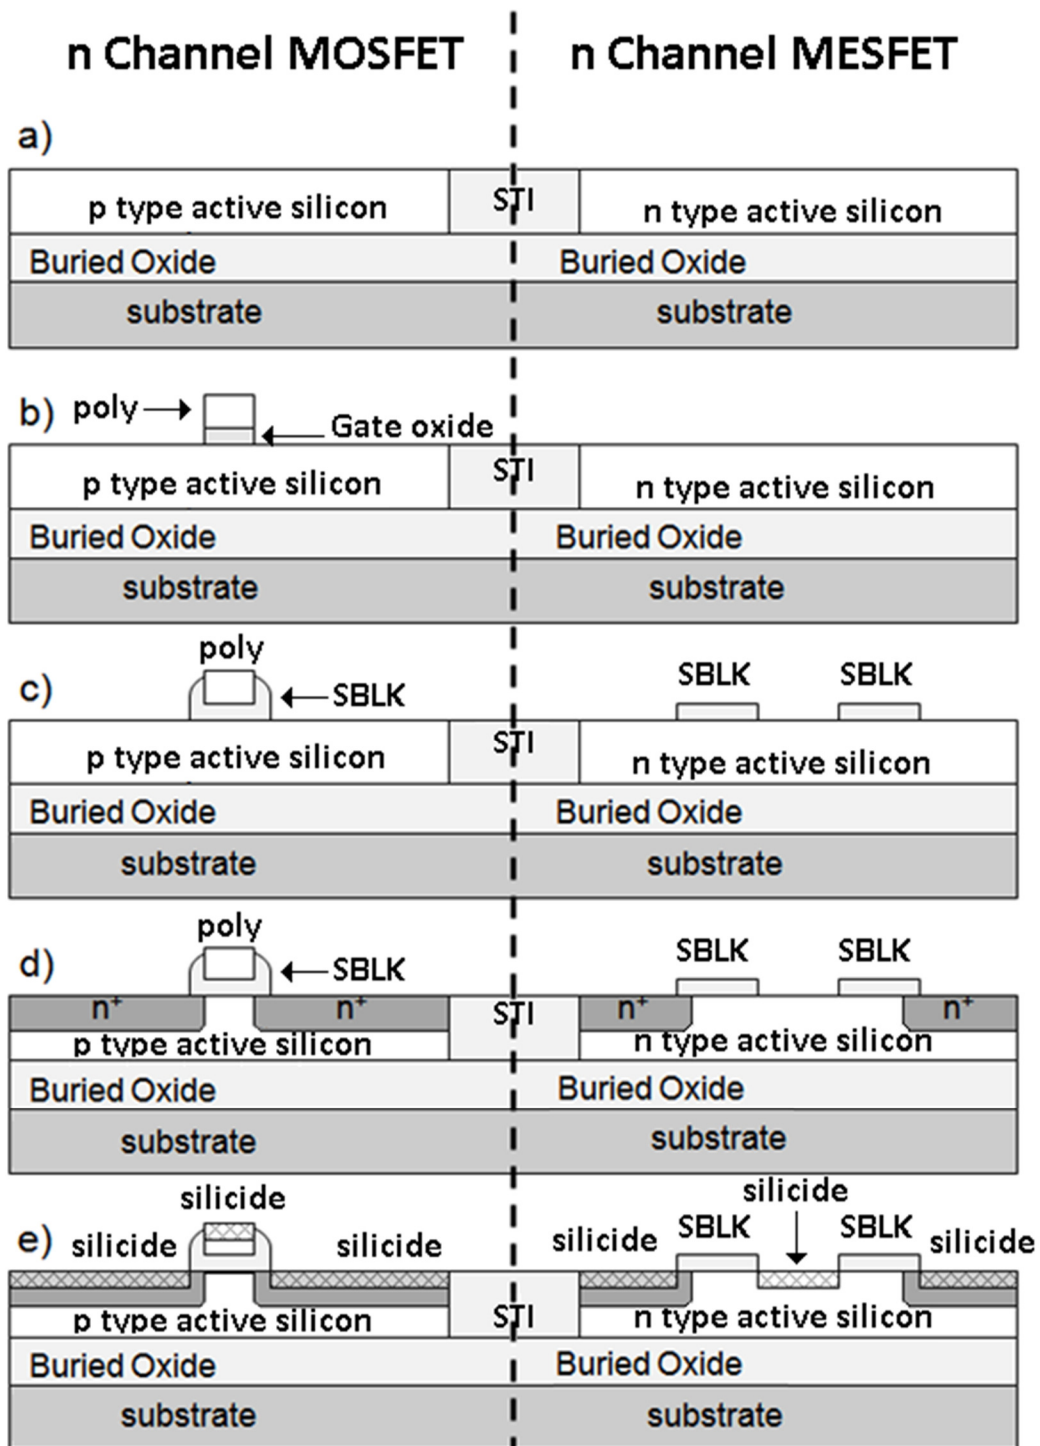 n Channel MOSFET n Channel MESFET
a)
p type active silicon STI n type active silicon
Buried Oxide Buried Oxide
substrate substrate
b) poly Gate oxide
STI
p type active silicon n type active silicon
Buried Oxide Buried Oxide
substrate substrate
poly
c) SBLK SBLK SBLK
STI
p type active silicon n type active silicon
Buried Oxide Buried Oxide
substrate substrate
poly
d) SBLK SBLK SBLK
n+ n+ STI n+ n+
p type active silicon n type active silicon
Buried Oxide Buried Oxide
substrate substrate
silicide silicide
e) silicide silicide silicide SBLK SBLK silicide
p type active silicon STI n type active silicon
Buried Oxide Buried Oxide
substrate substrate